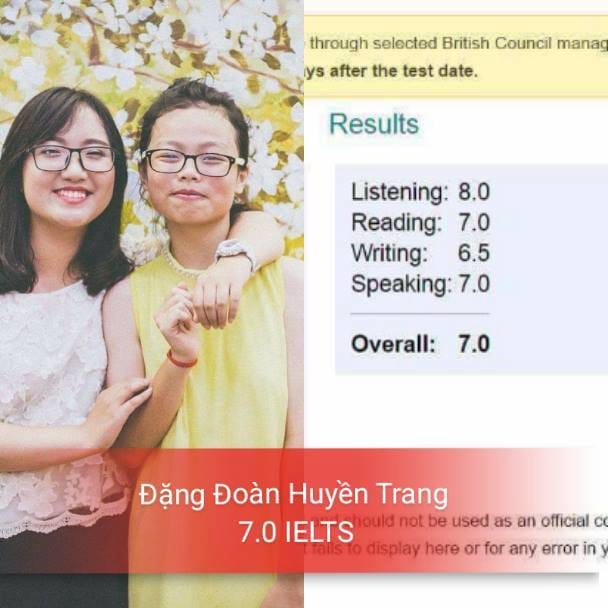 through selected British Council manag
ys after the test date.
Results
Listening: 8.0
Reading: 7.0
Writing: 6.5
Speaking: 7.0
Overall: 7.0
Đặng Đoàn Huyền Trang
7.0 IELTS
should not be used as an official co
fails to display here or for any error in y